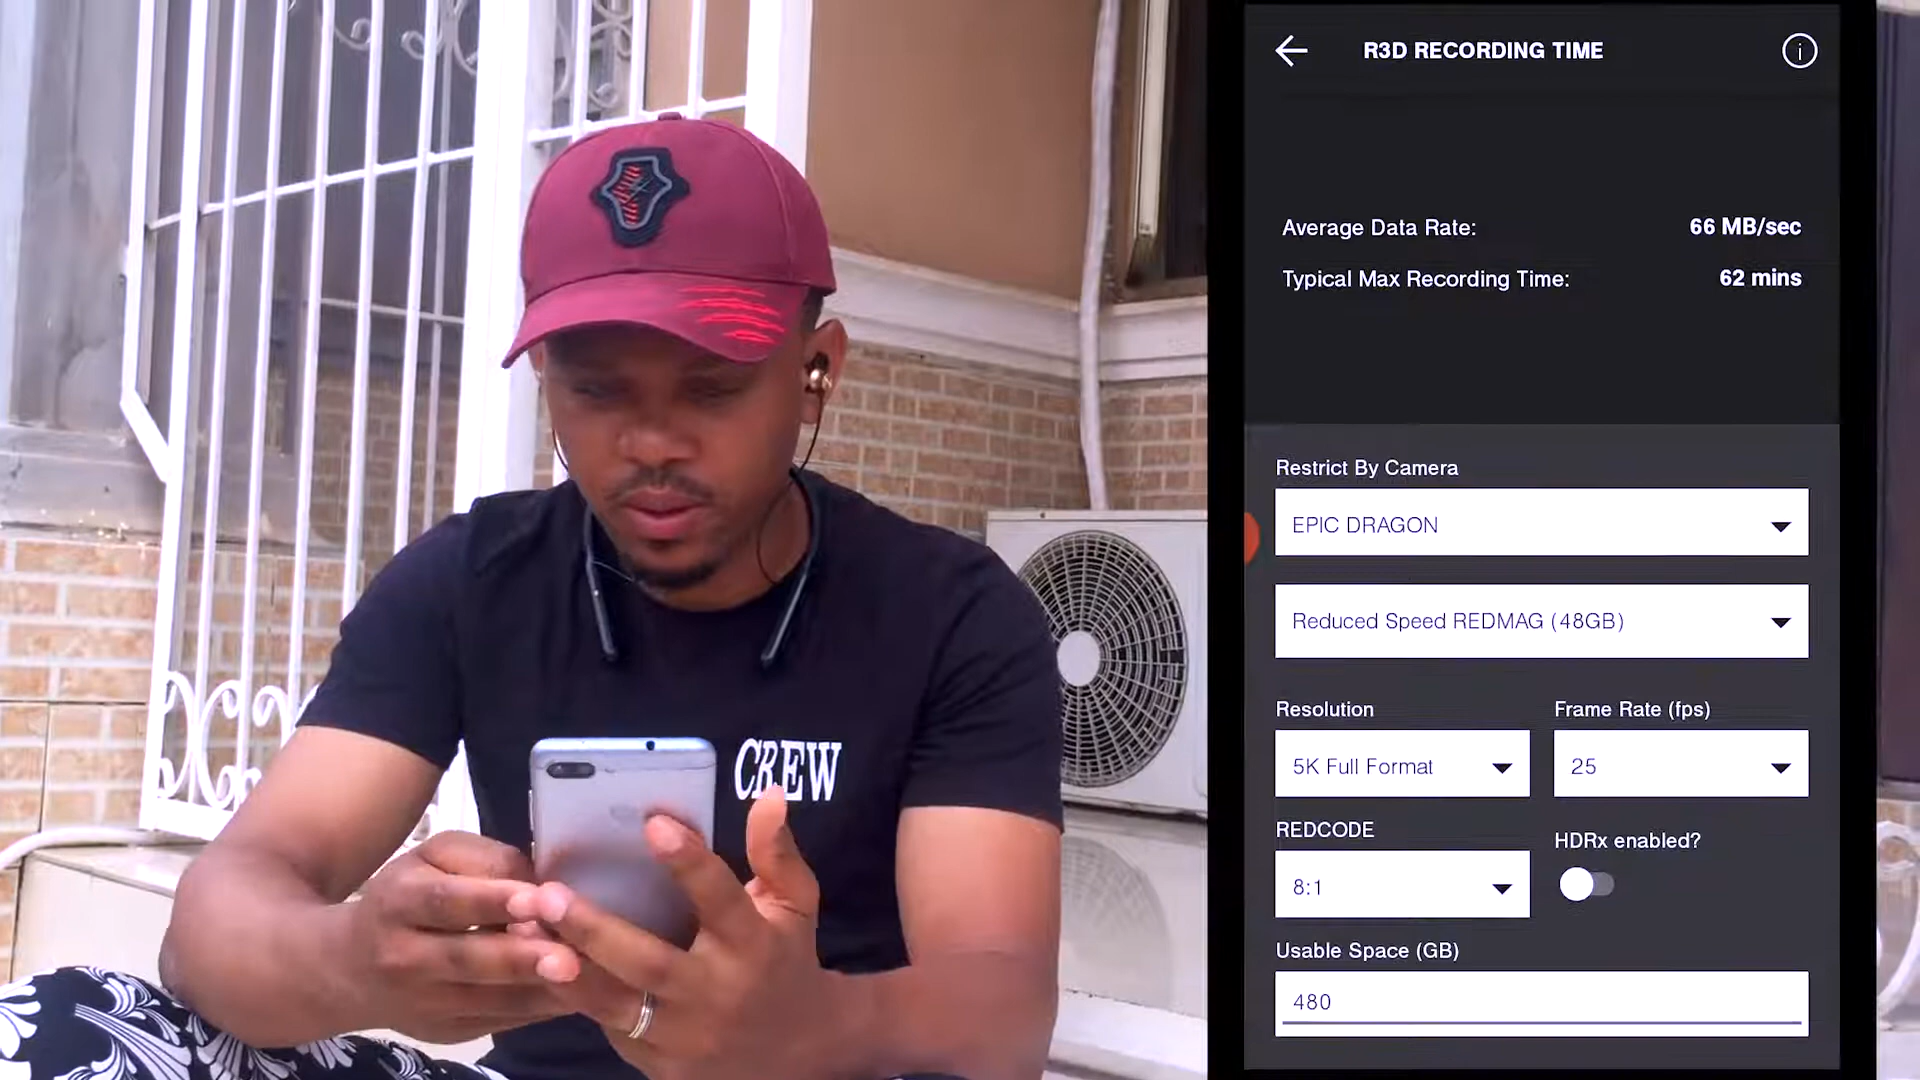 R3D RECORDING TIME
Average Data Rate: 66 MB/sec
Typical Max Recording Time: 62 mins
Restrict By Camera
EPIC DRAGON
Reduced Speed REDMAG (48GB)
Resolution Frame Rate (fps)
5K Full Format 25
REDCODE HDRx enabled?
8:1
Usable Space (GB)
480
CREW